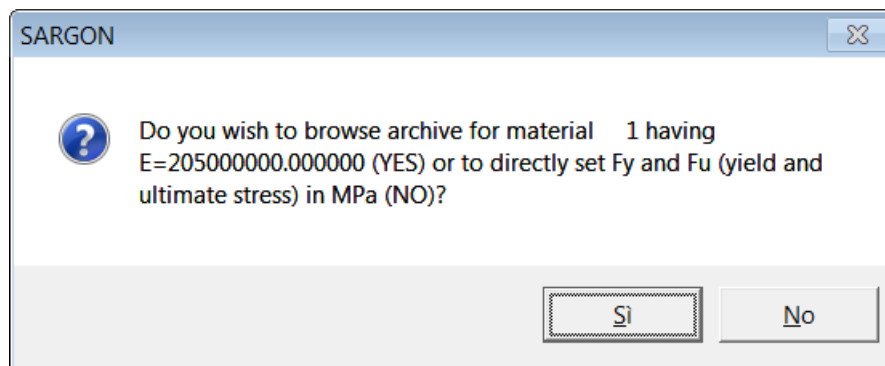 SARGON
Do you wish to browse archive for material 1 having
E=205000000.000000 (YES) or to directly set Fy and Fu (yield and
ultimate stress) in MPa (NO)?
Sì
No